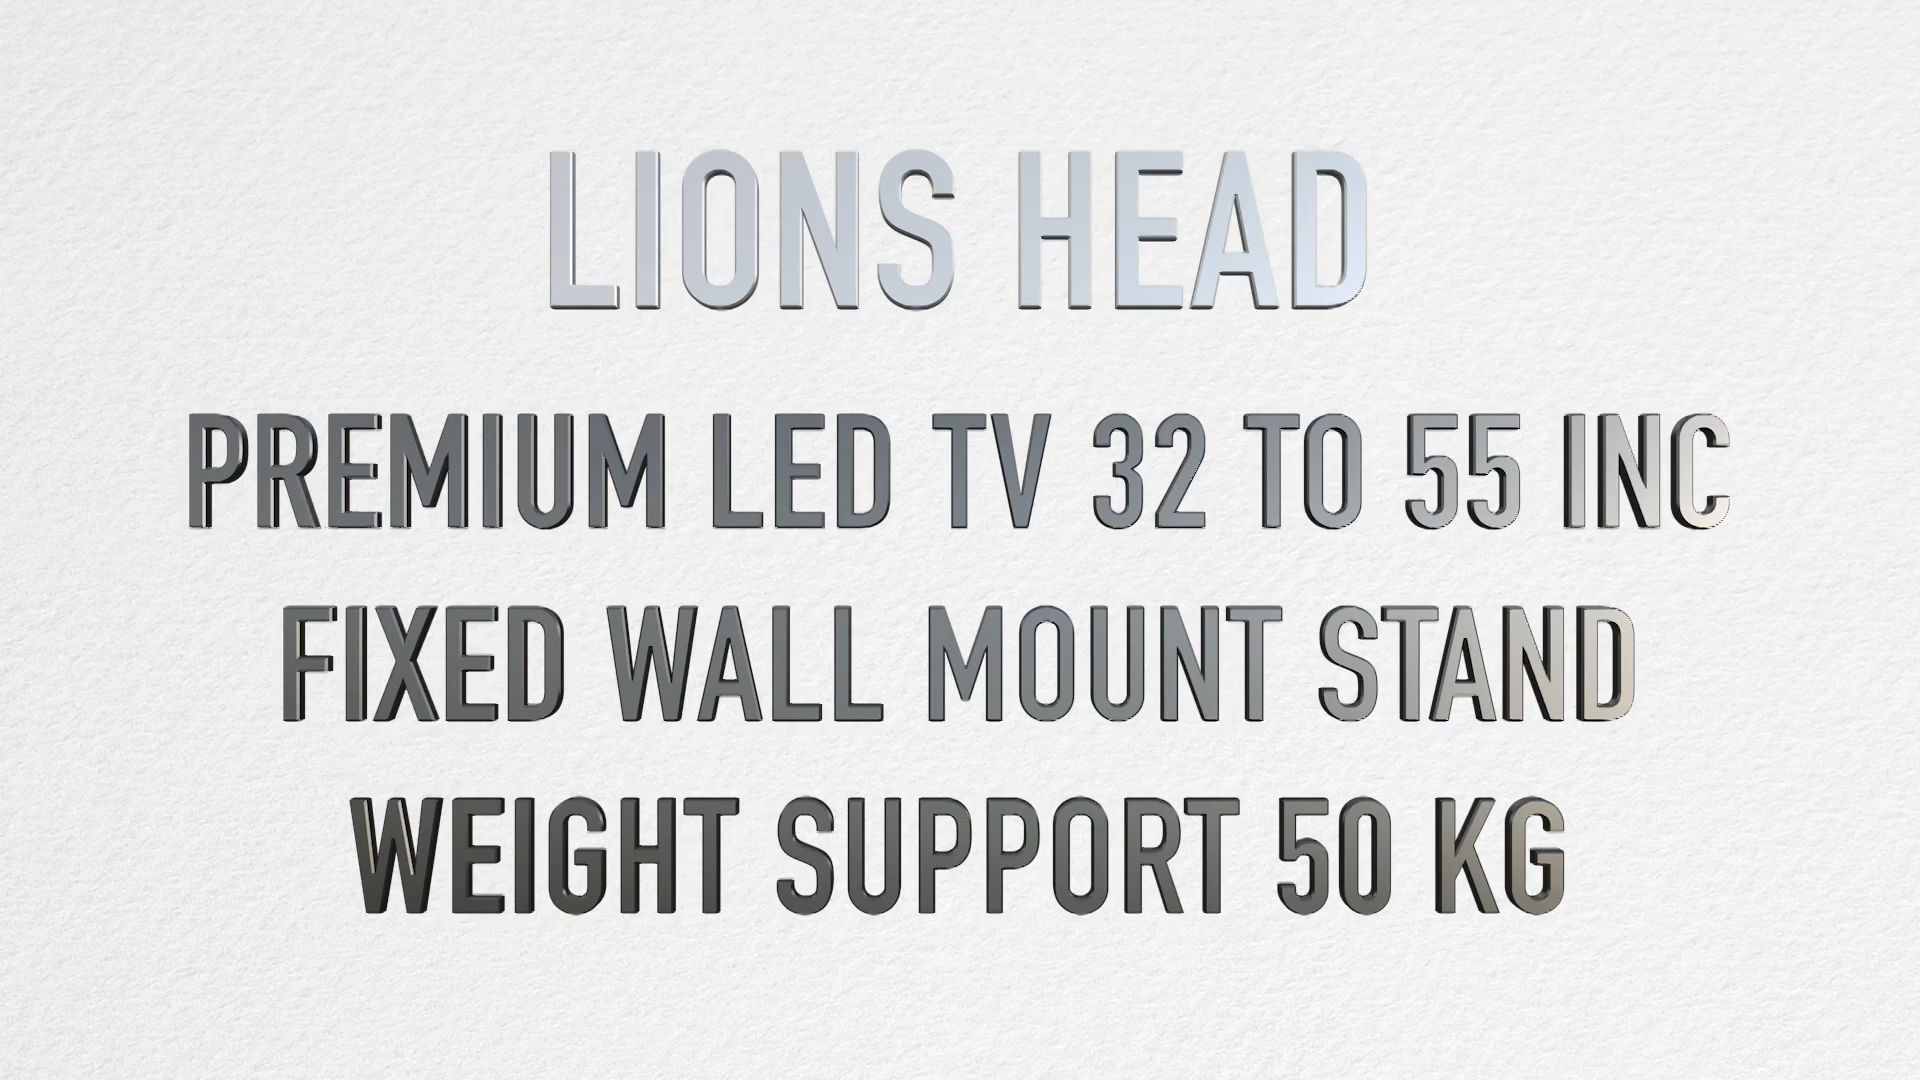 LIONS HEAD
PREMIUM LED TV 32 TO 55 INC
FIXED WALL MOUNT STAND
WEIGHT SUPPORT 50 KG